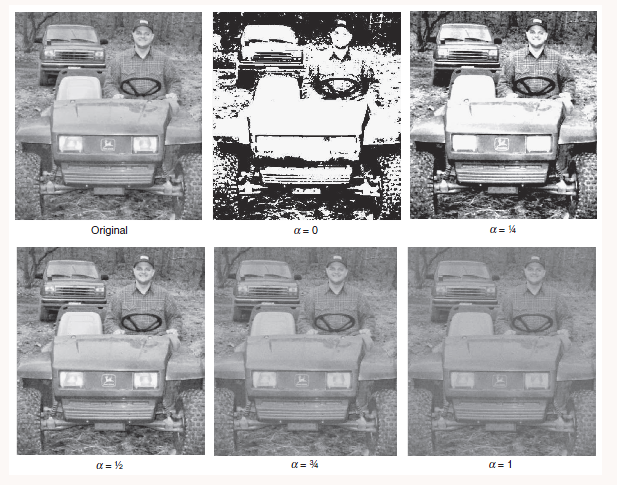 Original
α = 0
α = ¼
α = ½
α = ¾
α = 1